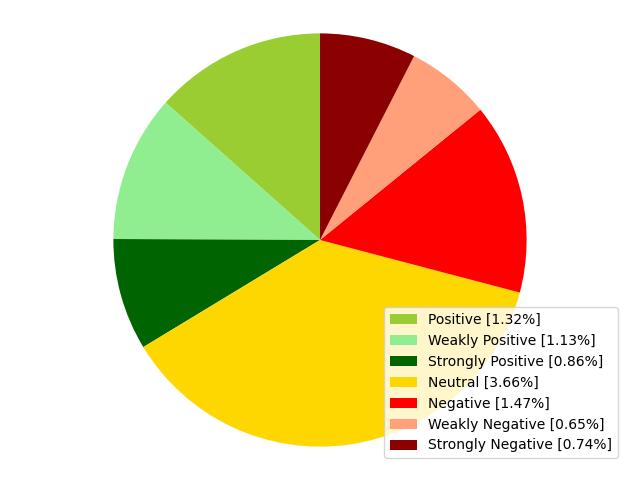 Positive [1.32%]
Weakly Positive [1.13%]
Strongly Positive [0.86%]
Neutral [3.66%]
Negative [1.47%]
Weakly Negative [0.65%]
Strongly Negative [0.74%]